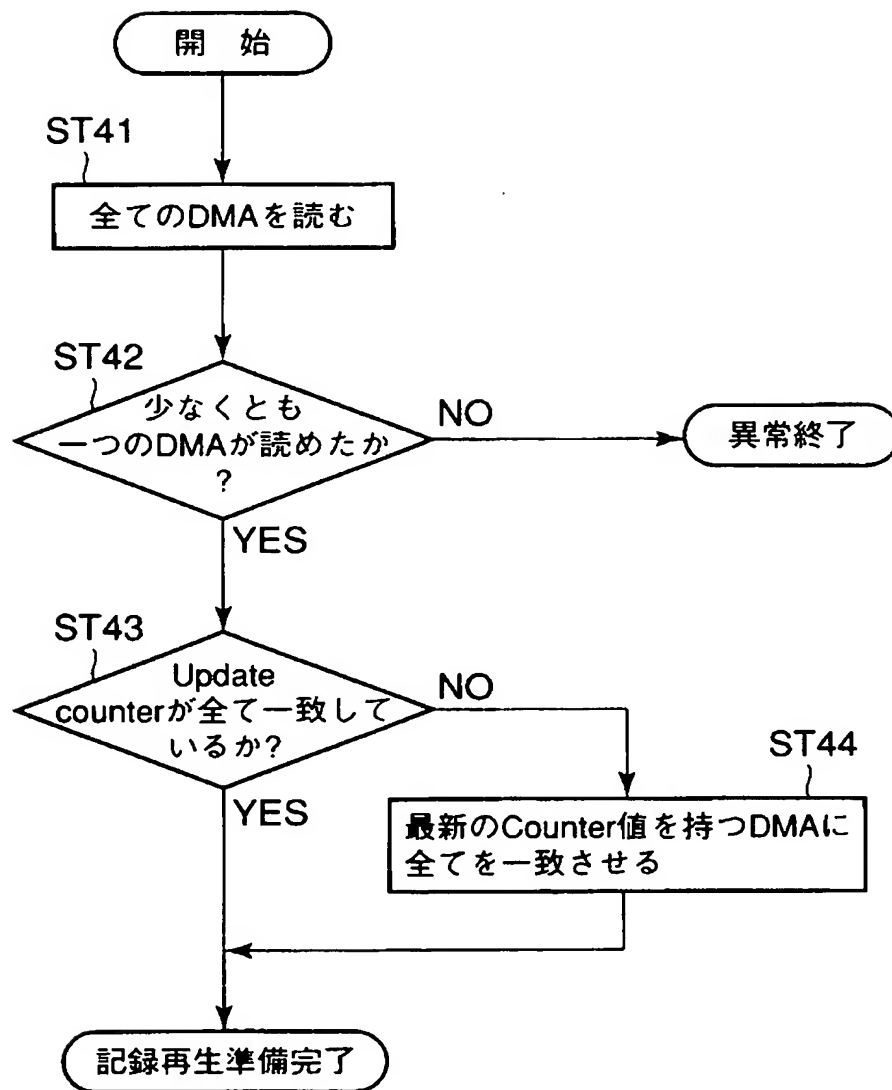 開 始
ST41
全てのDMAを読む
ST42
少なくとも
一つのDMAが読めたか
?
NO
異常終了
YES
ST43
Update
counterが全て一致して
いるか?
NO
YES
ST44
最新のCounter値を持つDMAに
全てを一致させる
記録再生準備完了